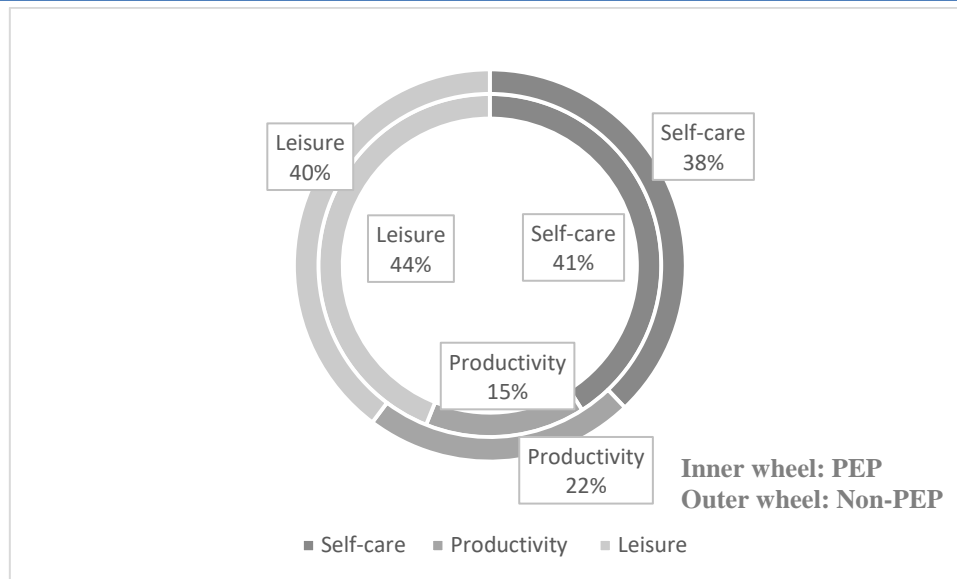 Leisure
40%
Self-care
38%
Leisure
44%
Self-care
41%
Productivity
15%
Productivity
22%
Inner wheel: PEP
Outer wheel: Non-PEP
Self-care Productivity Leisure